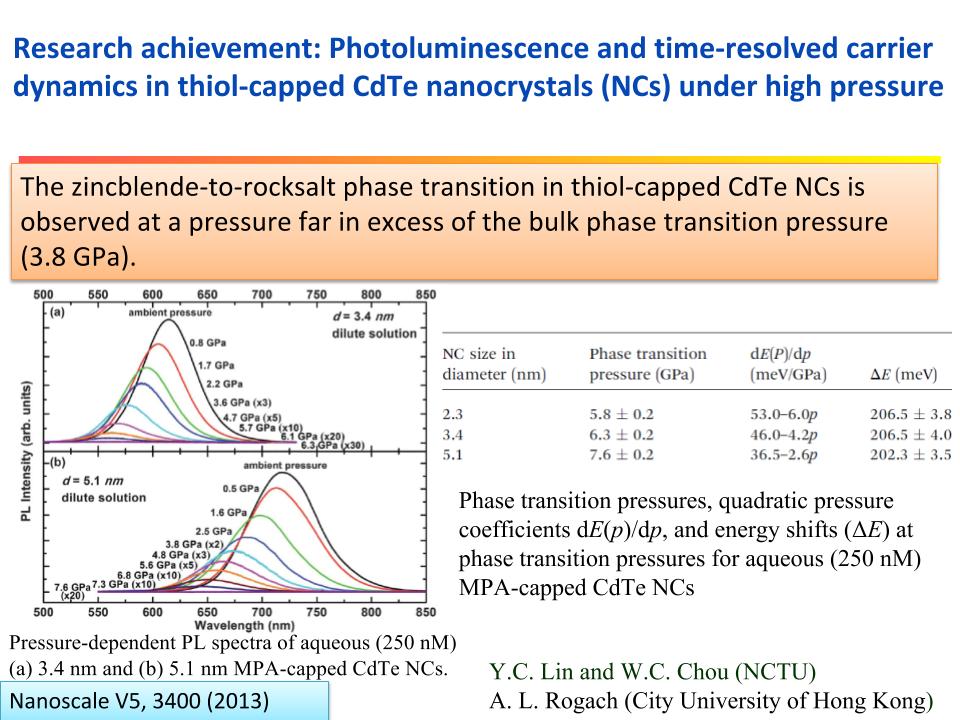 Research achievement: Photoluminescence and time-resolved carrier
dynamics in thiol-capped CdTe nanocrystals (NCs) under high pressure
The zincblende-to-rocksalt phase transition in thiol-capped CdTe NCs is
observed at a pressure far in excess of the bulk phase transition pressure
(3.8 GPa).
500 550 600 650 700 750 800 850
(a)
ambient pressure
d = 3.4 nm
dilute solution
0.8 GPa
1.7 GPa
2.2 GPa
3.6 GPa (x3)
4.7 GPa (x5)
5.7 GPa (x10)
6.1 GPa (x20)
6.3 GPa (x30)
PL Intensity (arb. units)
(b)
ambient pressure
d = 5.1 nm
dilute solution
0.5 GPa
1.6 GPa
2.5 GPa
3.8 GPa (x2)
4.8 GPa (x3)
5.6 GPa (x5)
6.8 GPa (x10)
7.3 GPa (x10)
7.6 GPa
(x20)
500 550 600 650 700 750 800 850
Wavelength (nm)
NC size in Phase transition dE(P)/dp
diameter (nm) pressure (GPa) (meV/GPa) ΔE (meV)
2.3 5.8 ± 0.2 53.0–6.0p 206.5 ± 3.8
3.4 6.3 ± 0.2 46.0–4.2p 206.5 ± 4.0
5.1 7.6 ± 0.2 36.5–2.6p 202.3 ± 3.5
Phase transition pressures, quadratic pressure
coefficients dE(p)/dp, and energy shifts (ΔE) at
phase transition pressures for aqueous (250 nM)
MPA-capped CdTe NCs
Pressure-dependent PL spectra of aqueous (250 nM)
(a) 3.4 nm and (b) 5.1 nm MPA-capped CdTe NCs.
Y.C. Lin and W.C. Chou (NCTU)
A. L. Rogach (City University of Hong Kong)
Nanoscale V5, 3400 (2013)